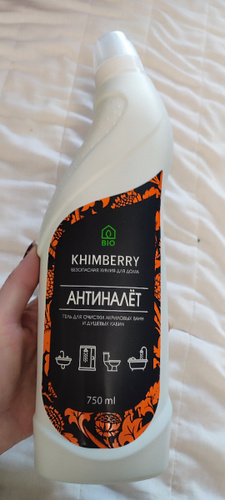 BIO
KHIMBERRY
БЕЗОПАСНАЯ ХИМИЯ ДЛЯ ДОМА
АНТИНАЛЁТ
ГЕЛЬ ДЛЯ ОЧИСТКИ АКРИЛОВЫХ ВАНН
И ДУШЕВЫХ КАБИН
750 ml